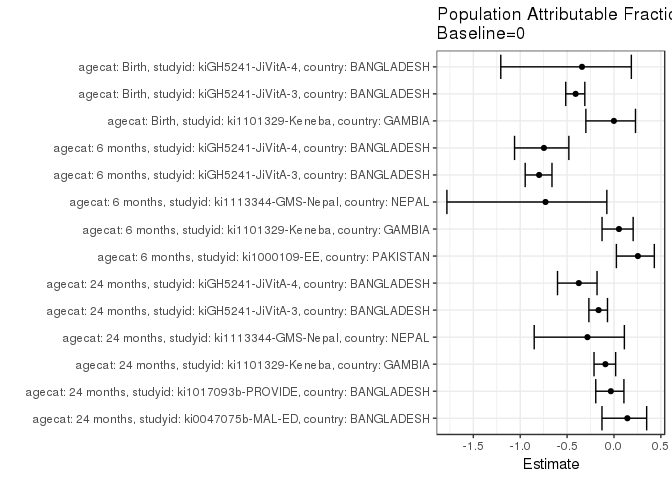 Population Attributable Fractio
Baseline=0
agecat: Birth, studyid: kiGH5241-JiVitA-4, country: BANGLADESH
agecat: Birth, studyid: kiGH5241-JiVitA-3, country: BANGLADESH
agecat: Birth, studyid: ki1101329-Keneba, country: GAMBIA
agecat: 6 months, studyid: kiGH5241-JiVitA-4, country: BANGLADESH
agecat: 6 months, studyid: kiGH5241-JiVitA-3, country: BANGLADESH
agecat: 6 months, studyid: ki1113344-GMS-Nepal, country: NEPAL
agecat: 6 months, studyid: ki1101329-Keneba, country: GAMBIA
agecat: 6 months, studyid: ki1000109-EE, country: PAKISTAN
agecat: 24 months, studyid: kiGH5241-JiVitA-4, country: BANGLADESH
agecat: 24 months, studyid: kiGH5241-JiVitA-3, country: BANGLADESH
agecat: 24 months, studyid: ki1113344-GMS-Nepal, country: NEPAL
agecat: 24 months, studyid: ki1101329-Keneba, country: GAMBIA
agecat: 24 months, studyid: ki1017093b-PROVIDE, country: BANGLADESH
agecat: 24 months, studyid: ki0047075b-MAL-ED, country: BANGLADESH
-1.5 -1.0 -0.5 0.0 0.5
Estimate